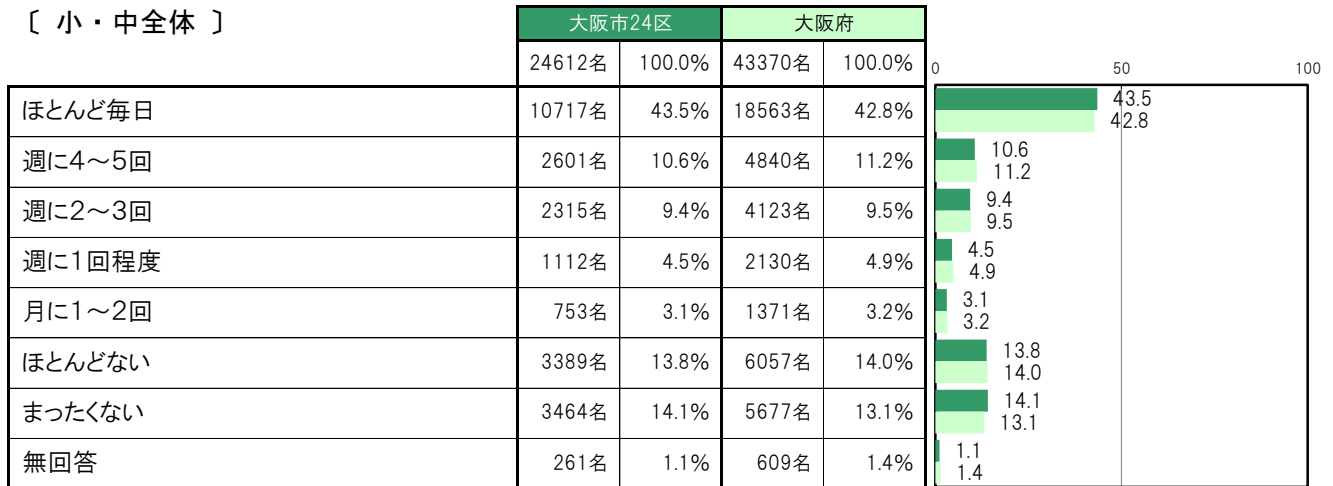 〔 小・中全体 〕
大阪市24区 大阪府
24612名 100.0% 43370名 100.0%
0 50 100
ほとんど毎日 10717名 43.5% 18563名 42.8% 43.5
42.8
週に4～5回 2601名 10.6% 4840名 11.2% 10.6
11.2
週に2～3回 2315名 9.4% 4123名 9.5% 9.4
9.5
週に1回程度 1112名 4.5% 2130名 4.9% 4.5
4.9
月に1～2回 753名 3.1% 1371名 3.2% 3.1
3.2
ほとんどない 3389名 13.8% 6057名 14.0% 13.8
14.0
まったくない 3464名 14.1% 5677名 13.1% 14.1
13.1
無回答 261名 1.1% 609名 1.4% 1.1
1.4